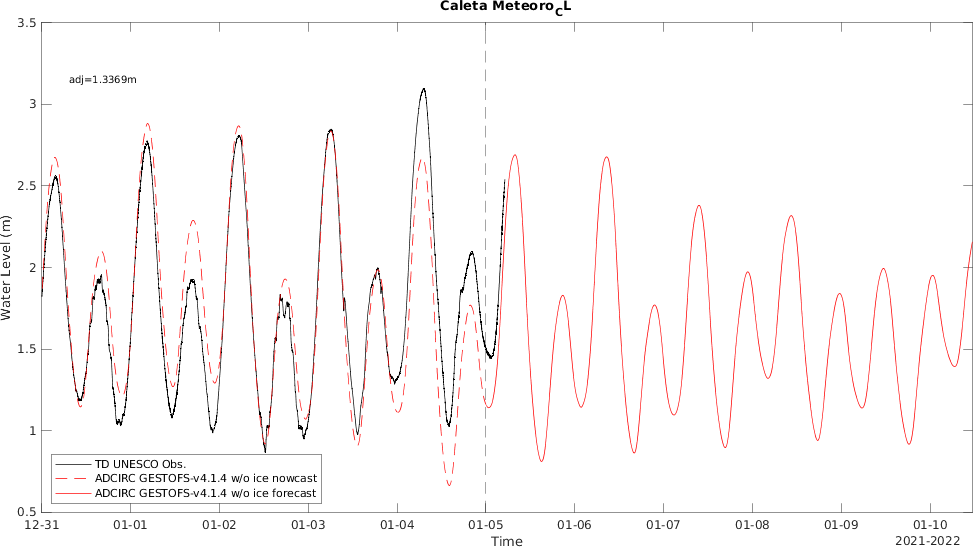 Caleta Meteoro_CL
3.5
adj=1.3369m
3
2.5
2
1.5
1
0.5
Water Level (m)
TD UNESCO Obs.
ADCIRC GESTOFS-v4.1.4 w/o ice nowcast
ADCIRC GESTOFS-v4.1.4 w/o ice forecast
12-31 01-01 01-02 01-03 01-04 01-05 01-06 01-07 01-08 01-09 01-10
Time
2021-2022